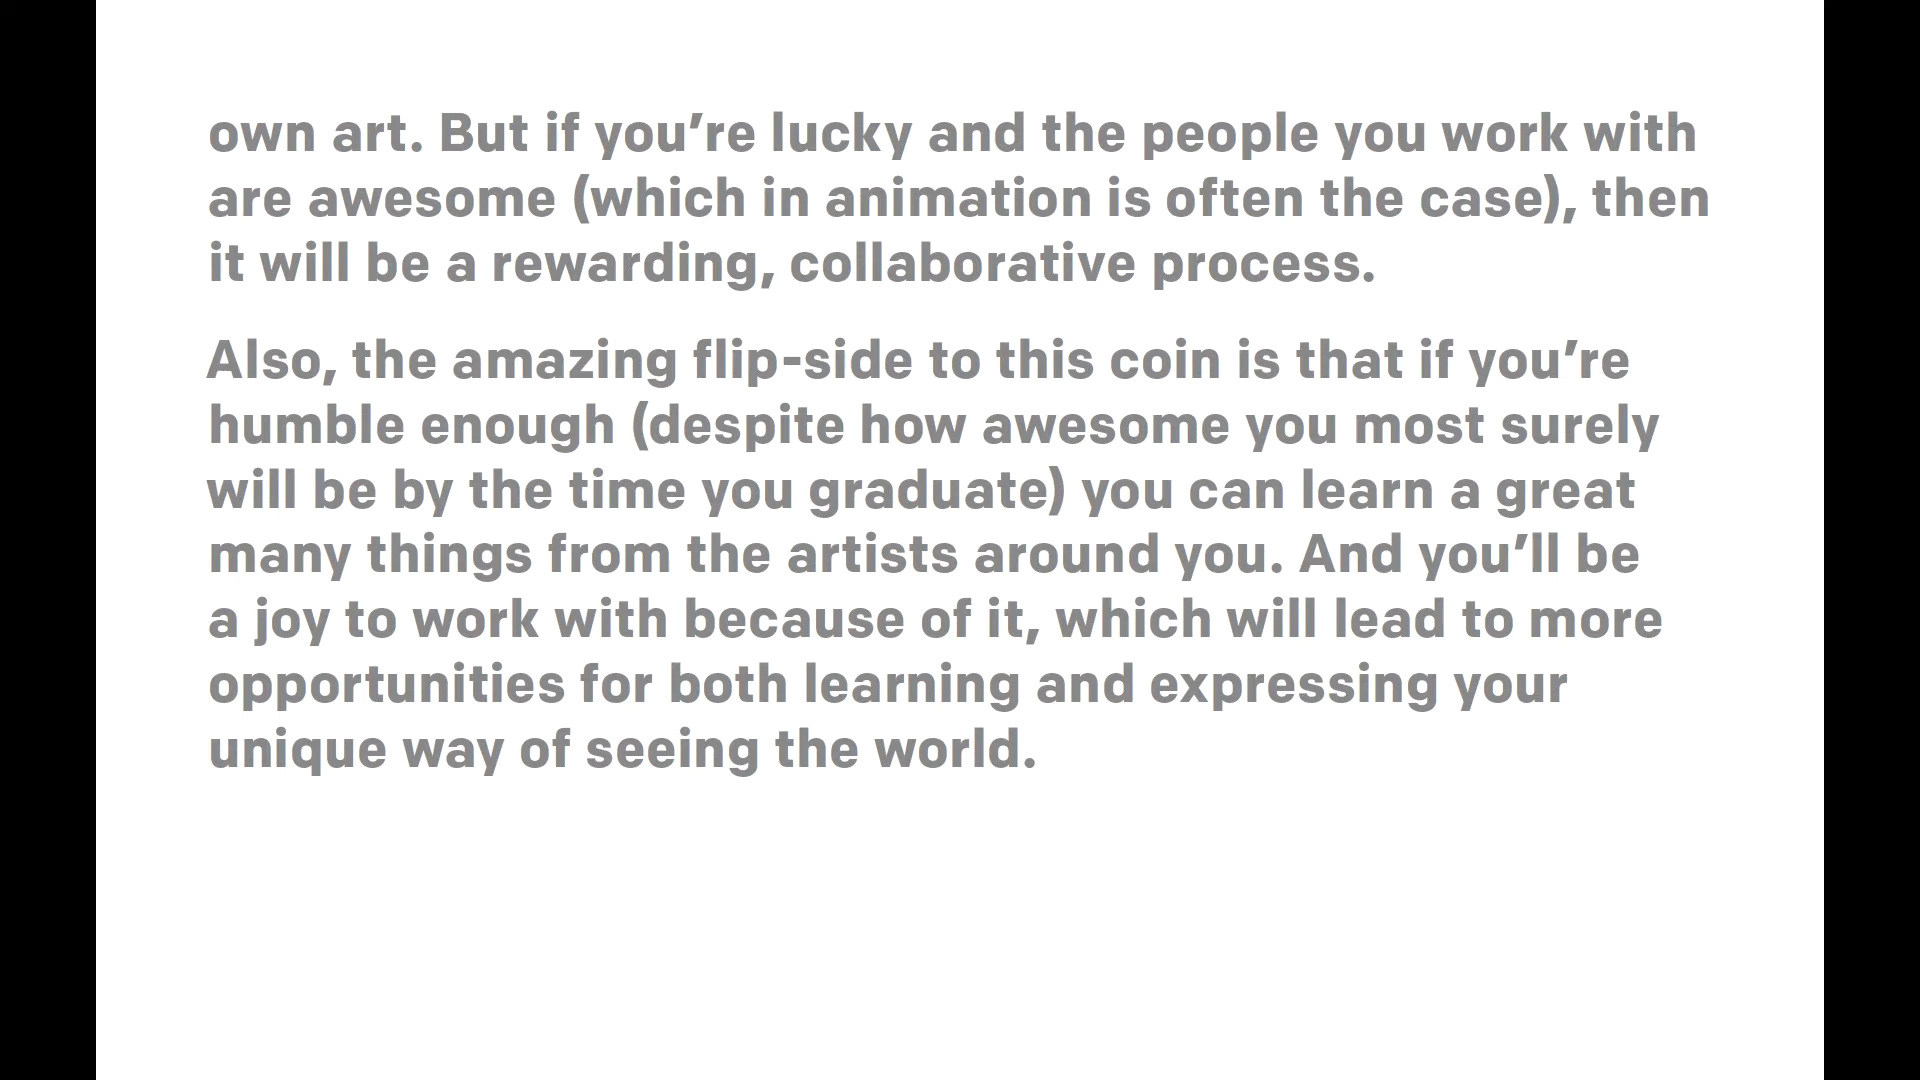 own art. But if you’re lucky and the people you work with
are awesome (which in animation is often the case), then
it will be a rewarding, collaborative process.
Also, the amazing flip-side to this coin is that if you’re
humble enough (despite how awesome you most surely
will be by the time you graduate) you can learn a great
many things from the artists around you. And you’ll be
a joy to work with because of it, which will lead to more
opportunities for both learning and expressing your
unique way of seeing the world.